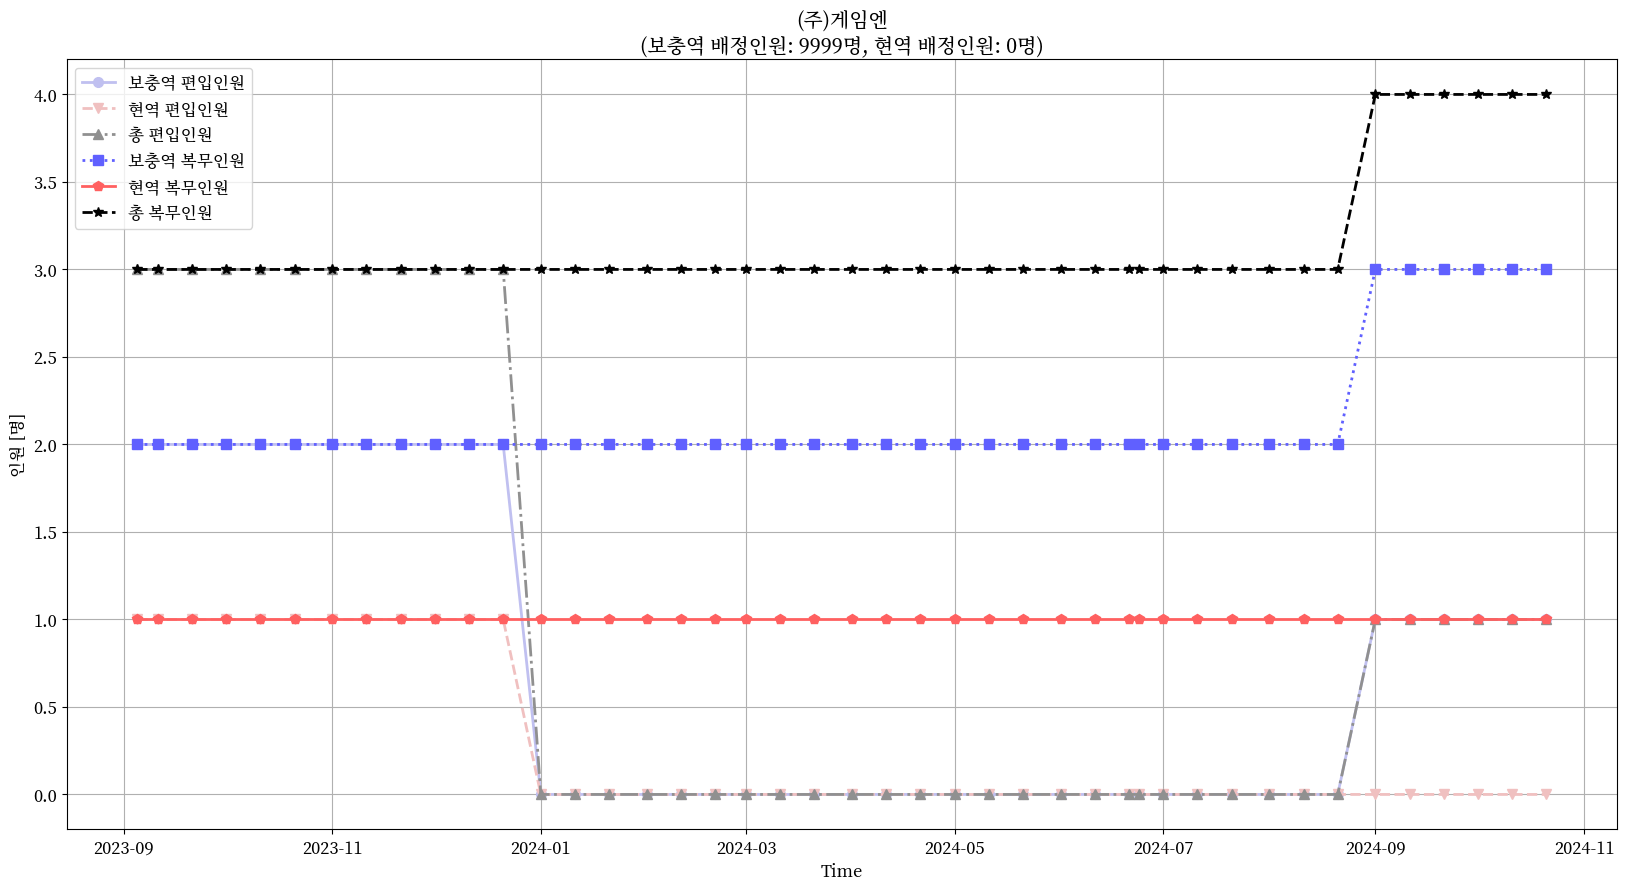 (주)게임엔
(보충역 배정인원: 9999명, 현역 배정인원: 0명)
보충역 편입인원
현역 편입인원
총 편입인원
보충역 복무인원
현역 복무인원
총 복무인원
4.0
3.5
3.0
2.5
2.0
1.5
1.0
0.5
0.0
인원 [명]
2023-09 2023-11 2024-01 2024-03 2024-05 2024-07 2024-09 2024-11
Time